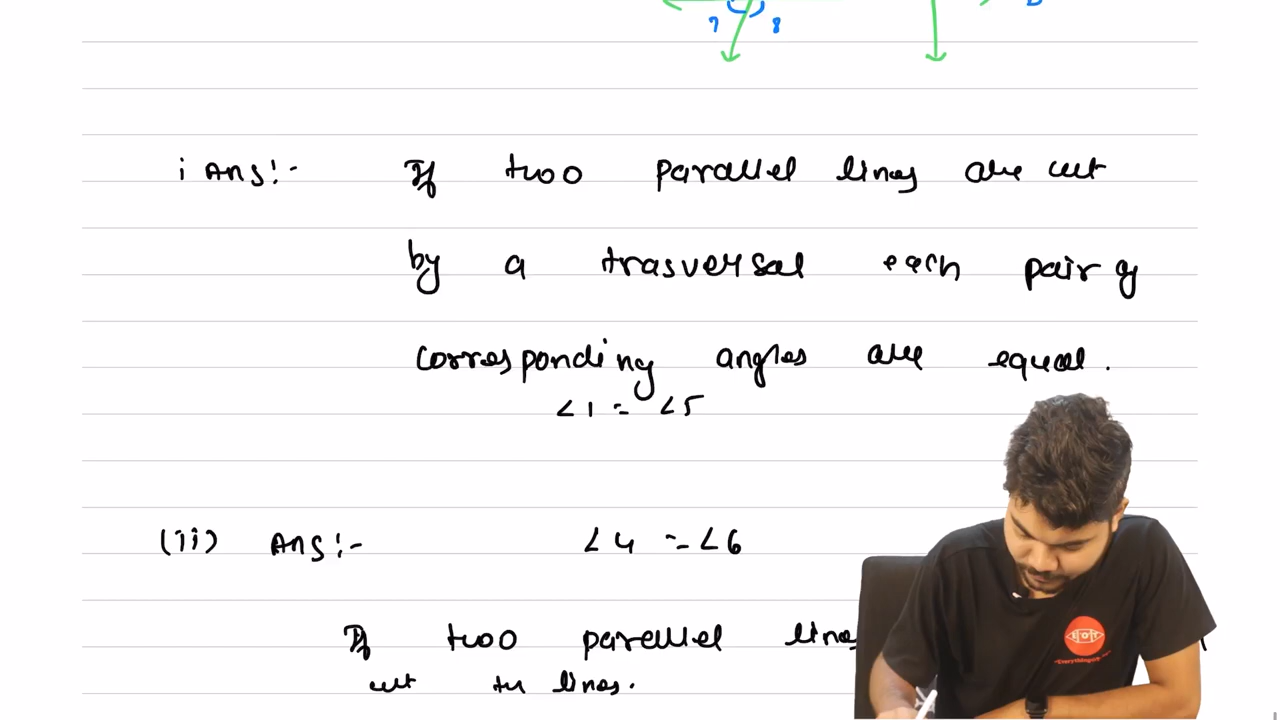 7 8
i Ans:- If two parallel lines are cut
by a trasversal each pair of
corresponding angles are equal.
∠1 = ∠5
(ii) Ans:- ∠4 = ∠6
If two parellel lines
cut the lines.